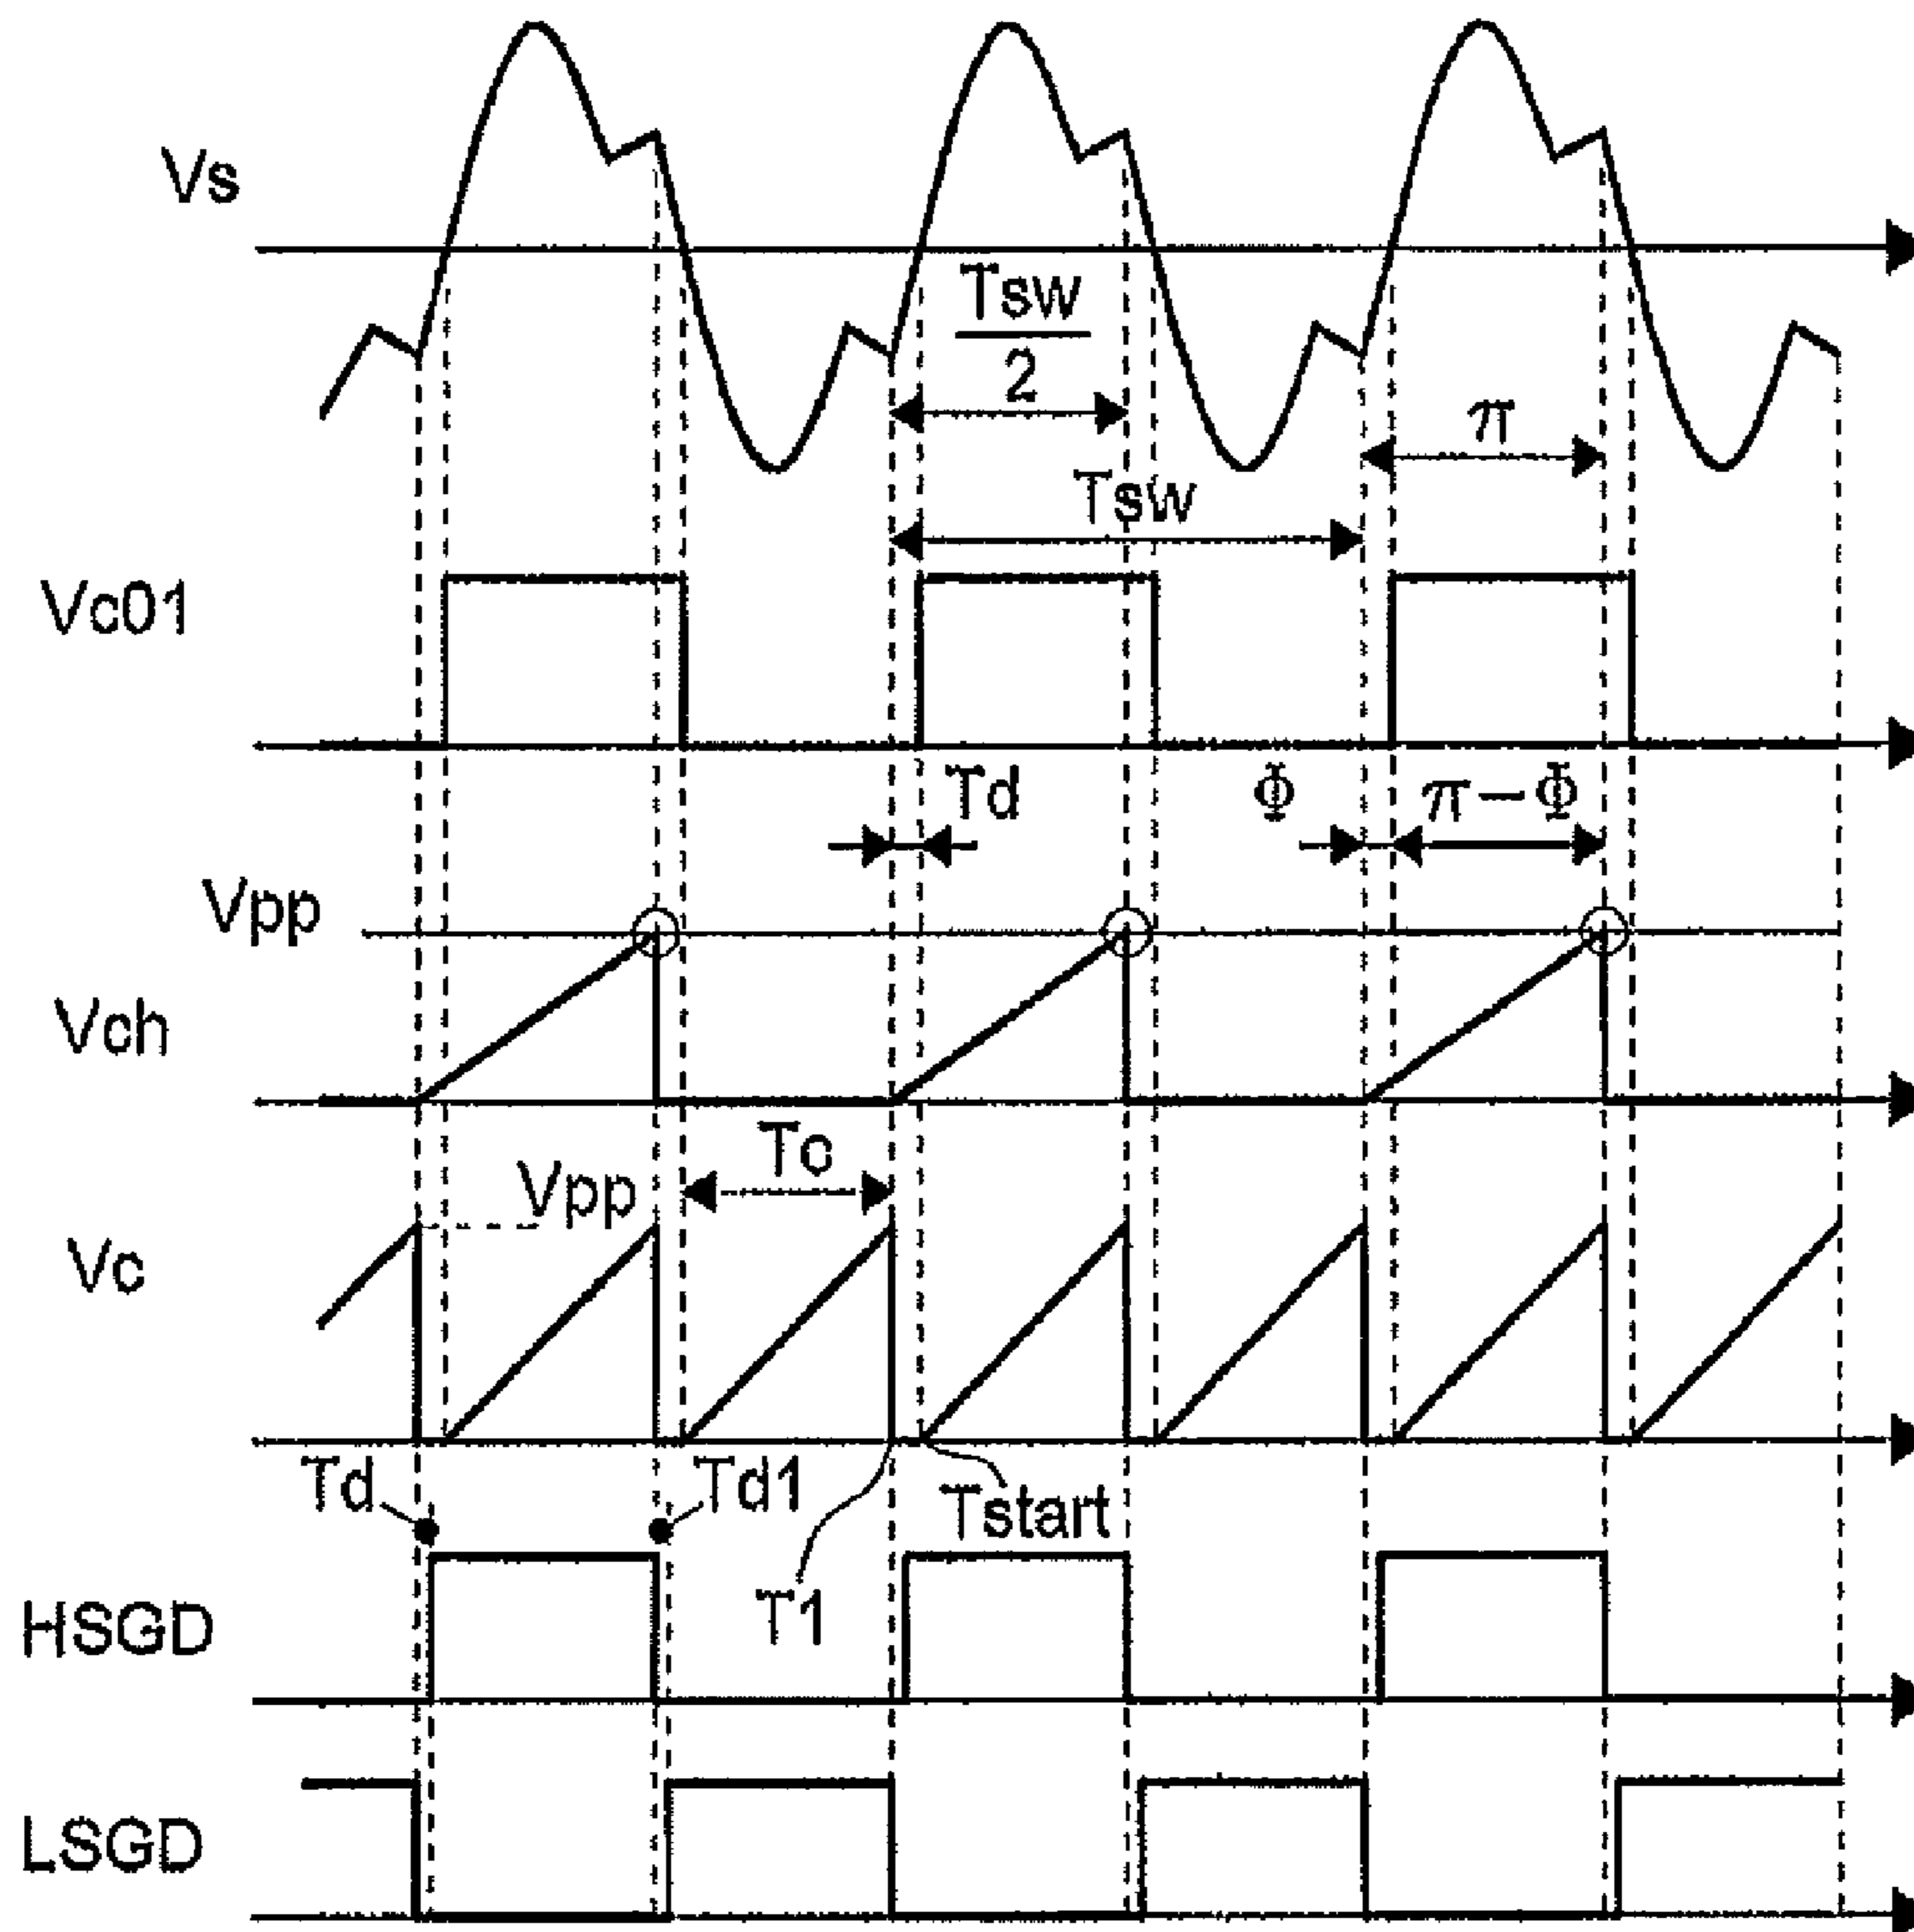 Vs
Tsw
2
π
Tsw
Vc01
Td
Φ
π−Φ
Vpp
Vch
Tc
Vpp
Vc
Td
Td1
Tstart
T1
HSGD
LSGD